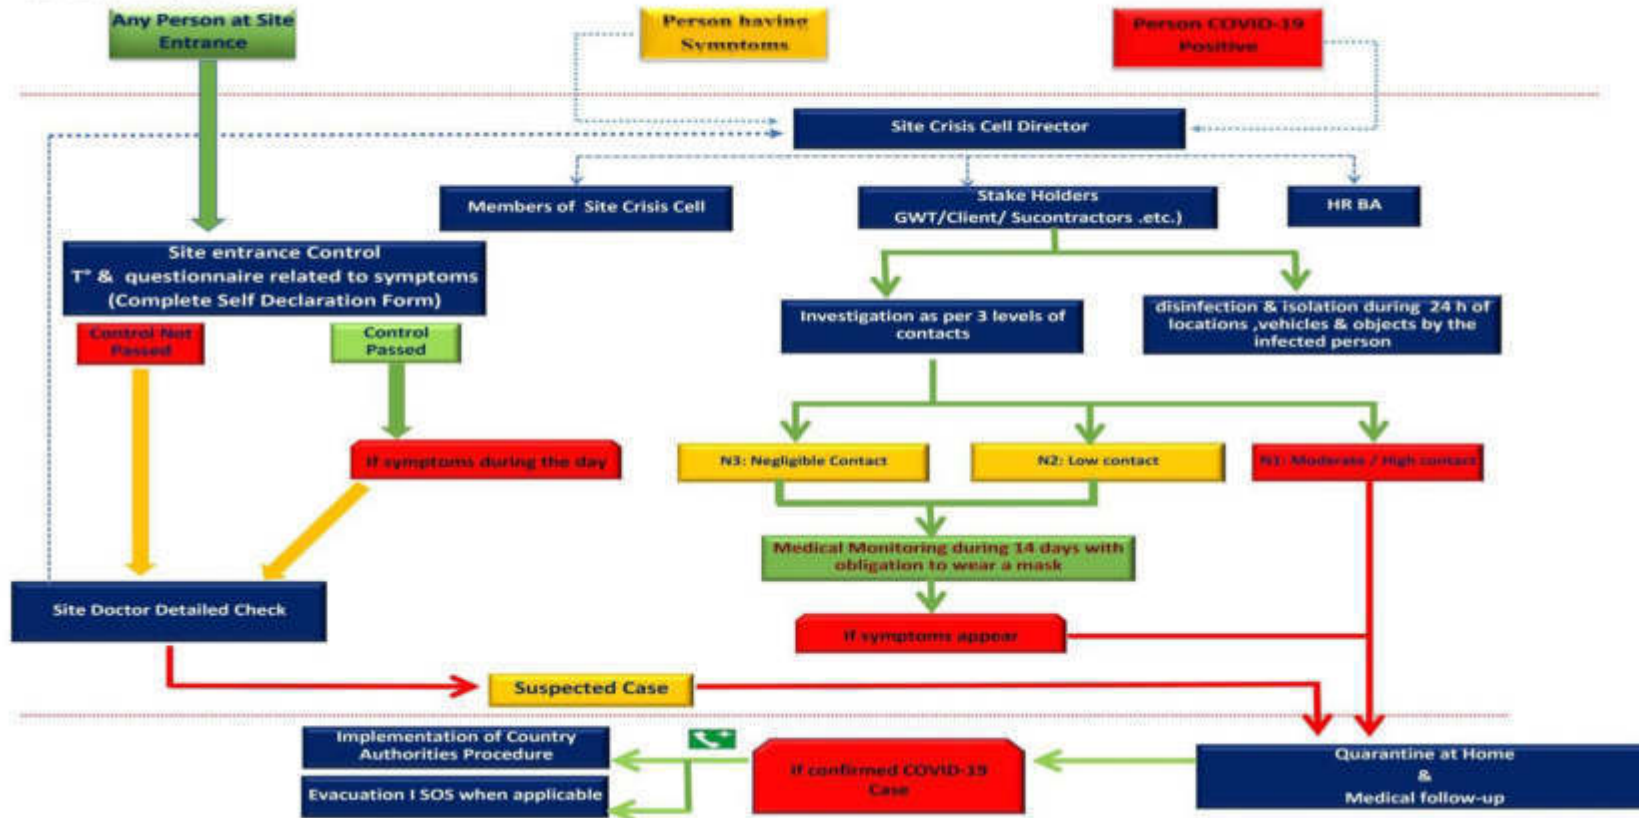 Any Person at Site
Entrance
Person having
Symptoms
Person COVID-19
Positive
Site Crisis Cell Director
Members of Site Crisis Cell
Stake Holders
GWT/Client/ Sucontractors .etc.)
HR BA
Site entrance Control
T° & questionnaire related to symptoms
(Complete Self Declaration Form)
Control Not
Passed
Control
Passed
Investigation as per 3 levels of
contacts
disinfection & isolation during 24 h of
locations ,vehicles & objects by the
infected person
If symptoms during the day
N3: Negligible Contact
N2: Low contact
N1: Moderate / High contact
Medical Monitoring during 14 days with
obligation to wear a mask
Site Doctor Detailed Check
If symptoms appear
Suspected Case
Implementation of Country
Authorities Procedure
Evacuation I SOS when applicable
If confirmed COVID-19
Case
Quarantine at Home
&
Medical follow-up